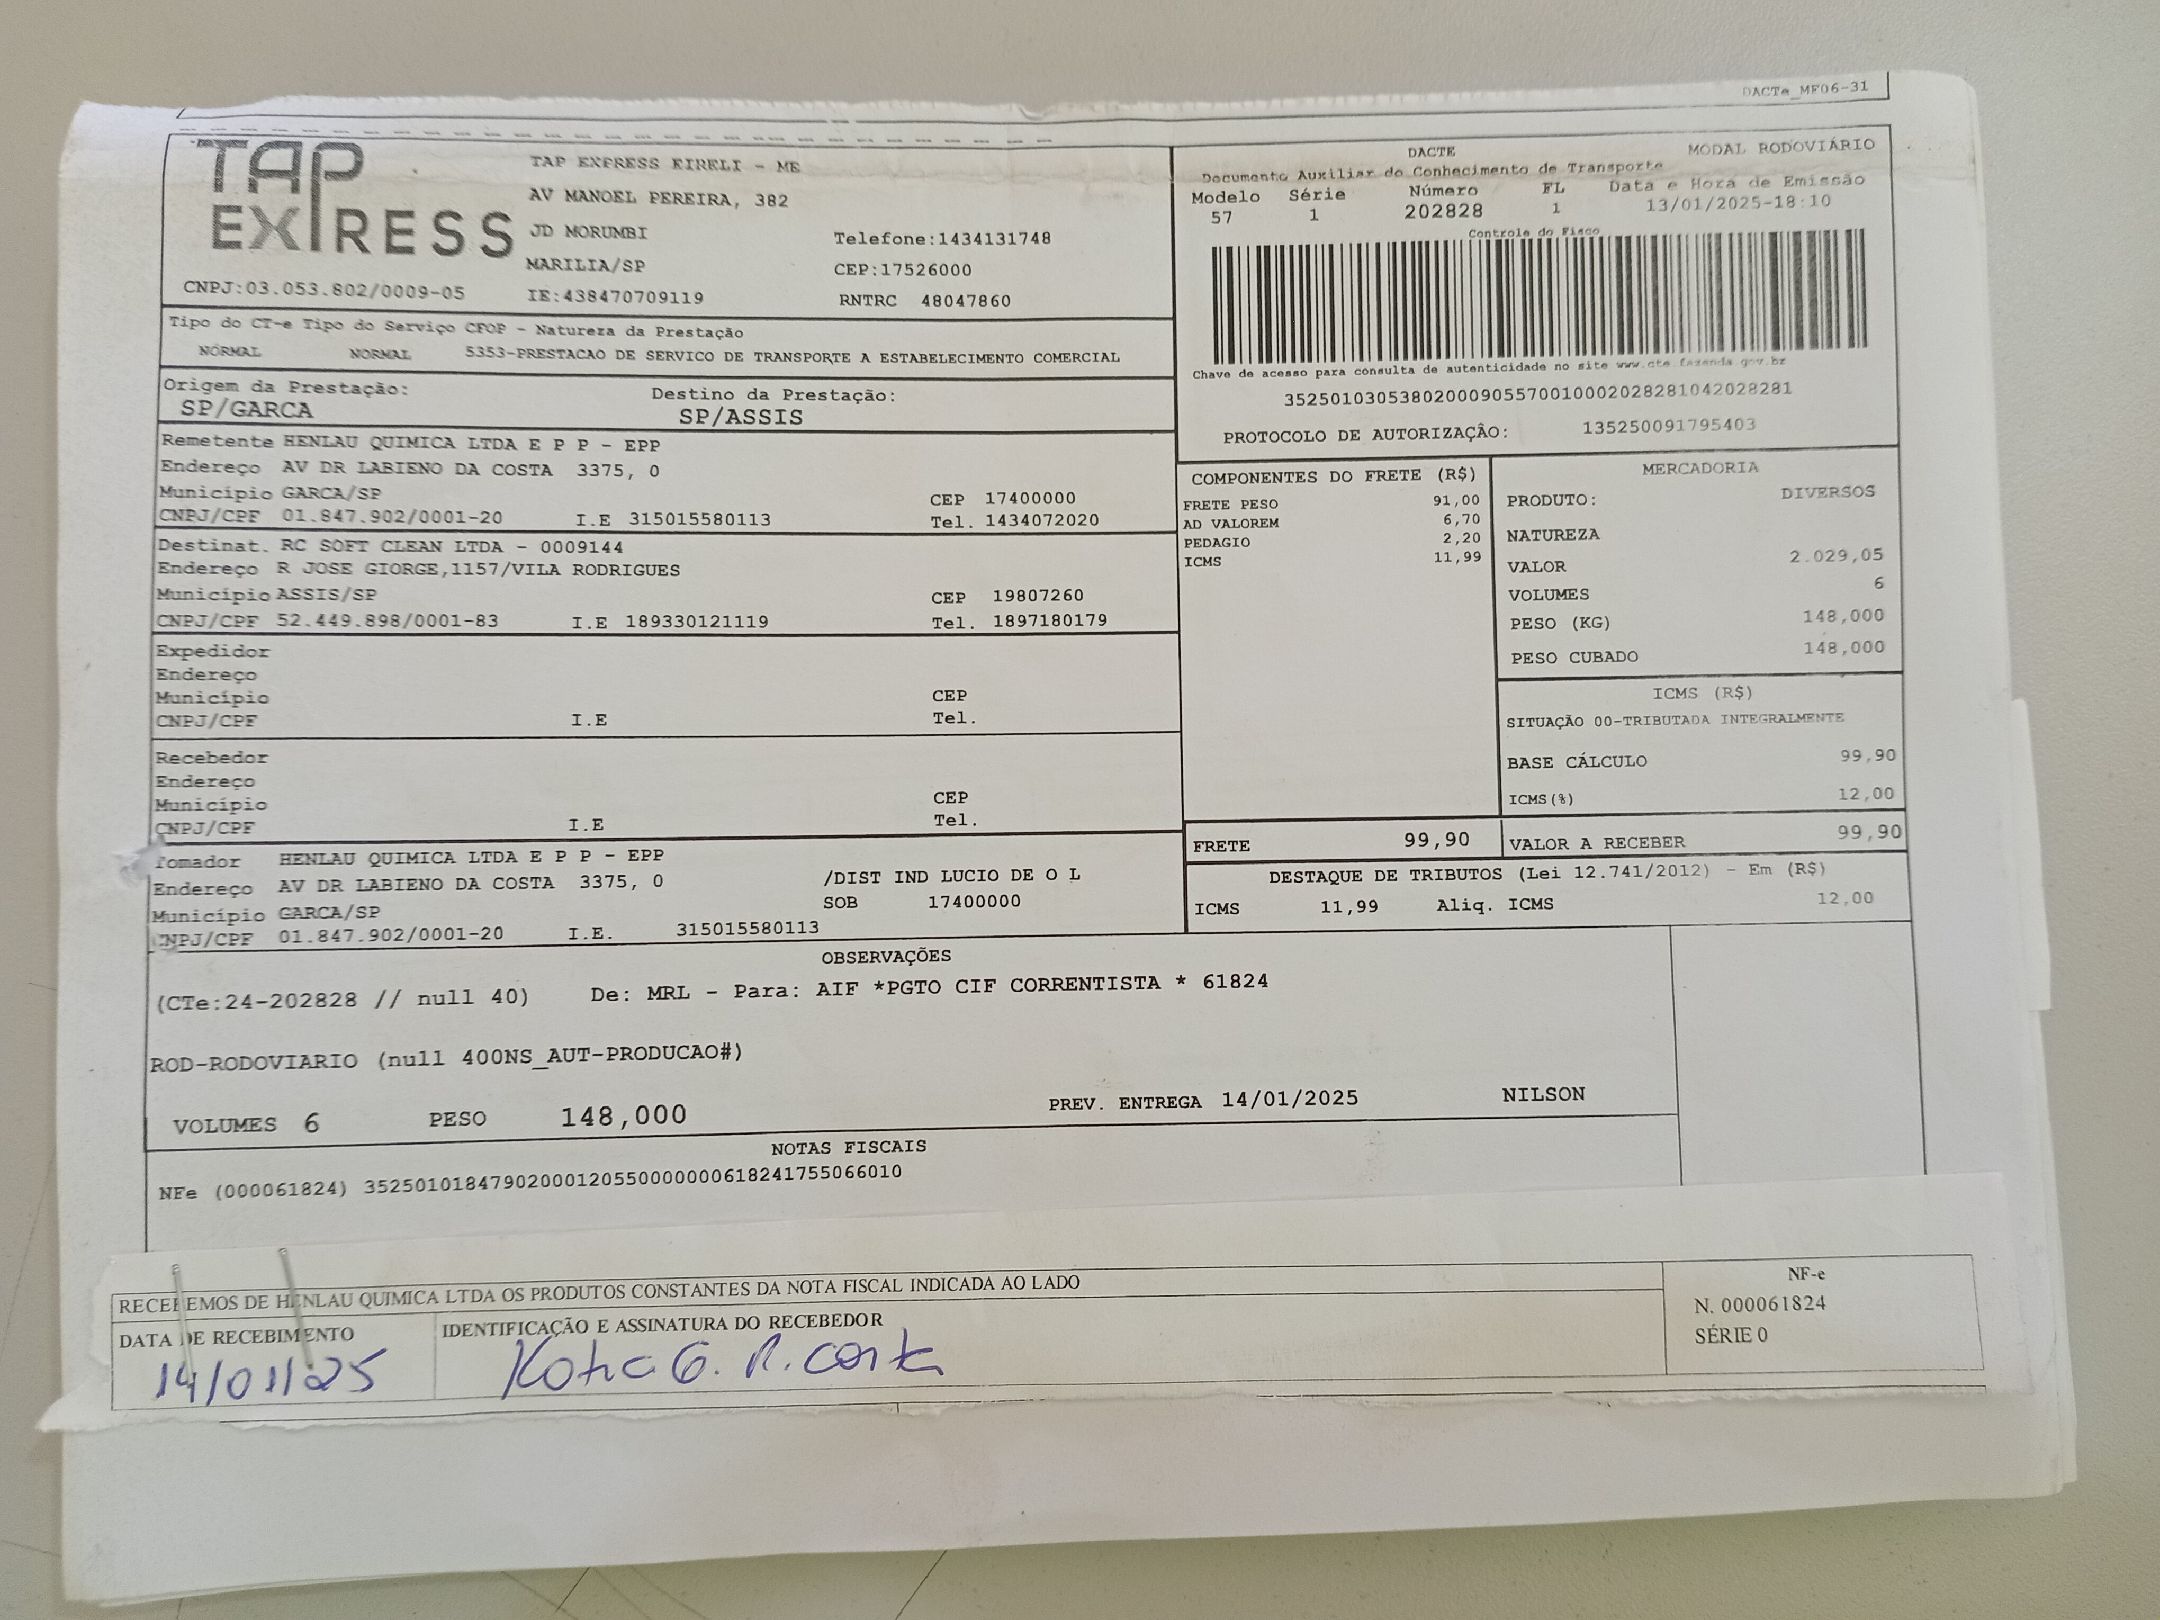 DACTe_MF06-31
TAP EXPRESS
TAP EXPRESS EIRELI - ME
AV MANOEL PEREIRA, 382
JD MORUMBI
Telefone:1434131748
MARILIA/SP
CEP:17526000
CNPJ:03.053.802/0009-05
IE:438470709119
RNTRC 48047860
DACTE
MODAL RODOVIÁRIO
Documento Auxiliar do Conhecimento de Transporte
Modelo Série Número FL Data e Hora de Emissão
57 1 202828 1 13/01/2025-18:10
Controle do Fisco
Chave de acesso para consulta de autenticidade no site www.cte.fazenda.gov.br
35250103053802000905570010002028281042028281
PROTOCOLO DE AUTORIZAÇÂO: 135250091795403
Tipo do CT-e Tipo do Serviço CFOP - Natureza da Prestação
NORMAL NORMAL 5353-PRESTACAO DE SERVICO DE TRANSPORTE A ESTABELECIMENTO COMERCIAL
Origem da Prestação: Destino da Prestação:
SP/GARCA SP/ASSIS
Remetente HENLAU QUIMICA LTDA E P P - EPP
Endereço AV DR LABIENO DA COSTA 3375, 0
Município GARCA/SP CEP 17400000
CNPJ/CPF 01.847.902/0001-20 I.E 315015580113 Tel. 1434072020
Destinat. RC SOFT CLEAN LTDA - 0009144
Endereço R JOSE GIORGE,1157/VILA RODRIGUES
Município ASSIS/SP CEP 19807260
CNPJ/CPF 52.449.898/0001-83 I.E 189330121119 Tel. 1897180179
Expedidor
Endereço
Município CEP
CNPJ/CPF I.E Tel.
Recebedor
Endereço
Município CEP
CNPJ/CPF I.E Tel.
Tomador HENLAU QUIMICA LTDA E P P - EPP
Endereço AV DR LABIENO DA COSTA 3375, 0 /DIST IND LUCIO DE O L
Município GARCA/SP SOB 17400000
CNPJ/CPF 01.847.902/0001-20 I.E. 315015580113
COMPONENTES DO FRETE (R$)
FRETE PESO 91,00
AD VALOREM 6,70
PEDAGIO 2,20
ICMS 11,99
MERCADORIA
PRODUTO: DIVERSOS
NATUREZA
VALOR 2.029,05
VOLUMES 6
PESO (KG) 148,000
PESO CUBADO 148,000
ICMS (R$)
SITUAÇÃO 00-TRIBUTADA INTEGRALMENTE
BASE CÁLCULO 99,90
ICMS(%) 12,00
FRETE 99,90 VALOR A RECEBER 99,90
DESTAQUE DE TRIBUTOS (Lei 12.741/2012) - Em (R$)
ICMS 11,99 Aliq. ICMS 12,00
OBSERVAÇÕES
(CTe:24-202828 // null 40) De: MRL - Para: AIF *PGTO CIF CORRENTISTA * 61824
ROD-RODOVIARIO (null 400NS_AUT-PRODUCAO#)
VOLUMES 6 PESO 148,000 PREV. ENTREGA 14/01/2025 NILSON
NOTAS FISCAIS
NFe (000061824) 35250101847902000120550000000618241755066010
RECEBEMOS DE HENLAU QUIMICA LTDA OS PRODUTOS CONSTANTES DA NOTA FISCAL INDICADA AO LADO
DATA DE RECEBIMENTO IDENTIFICAÇÃO E ASSINATURA DO RECEBEDOR
14/01/25 G. R. Costa
NF-e
N. 000061824
SÉRIE 0